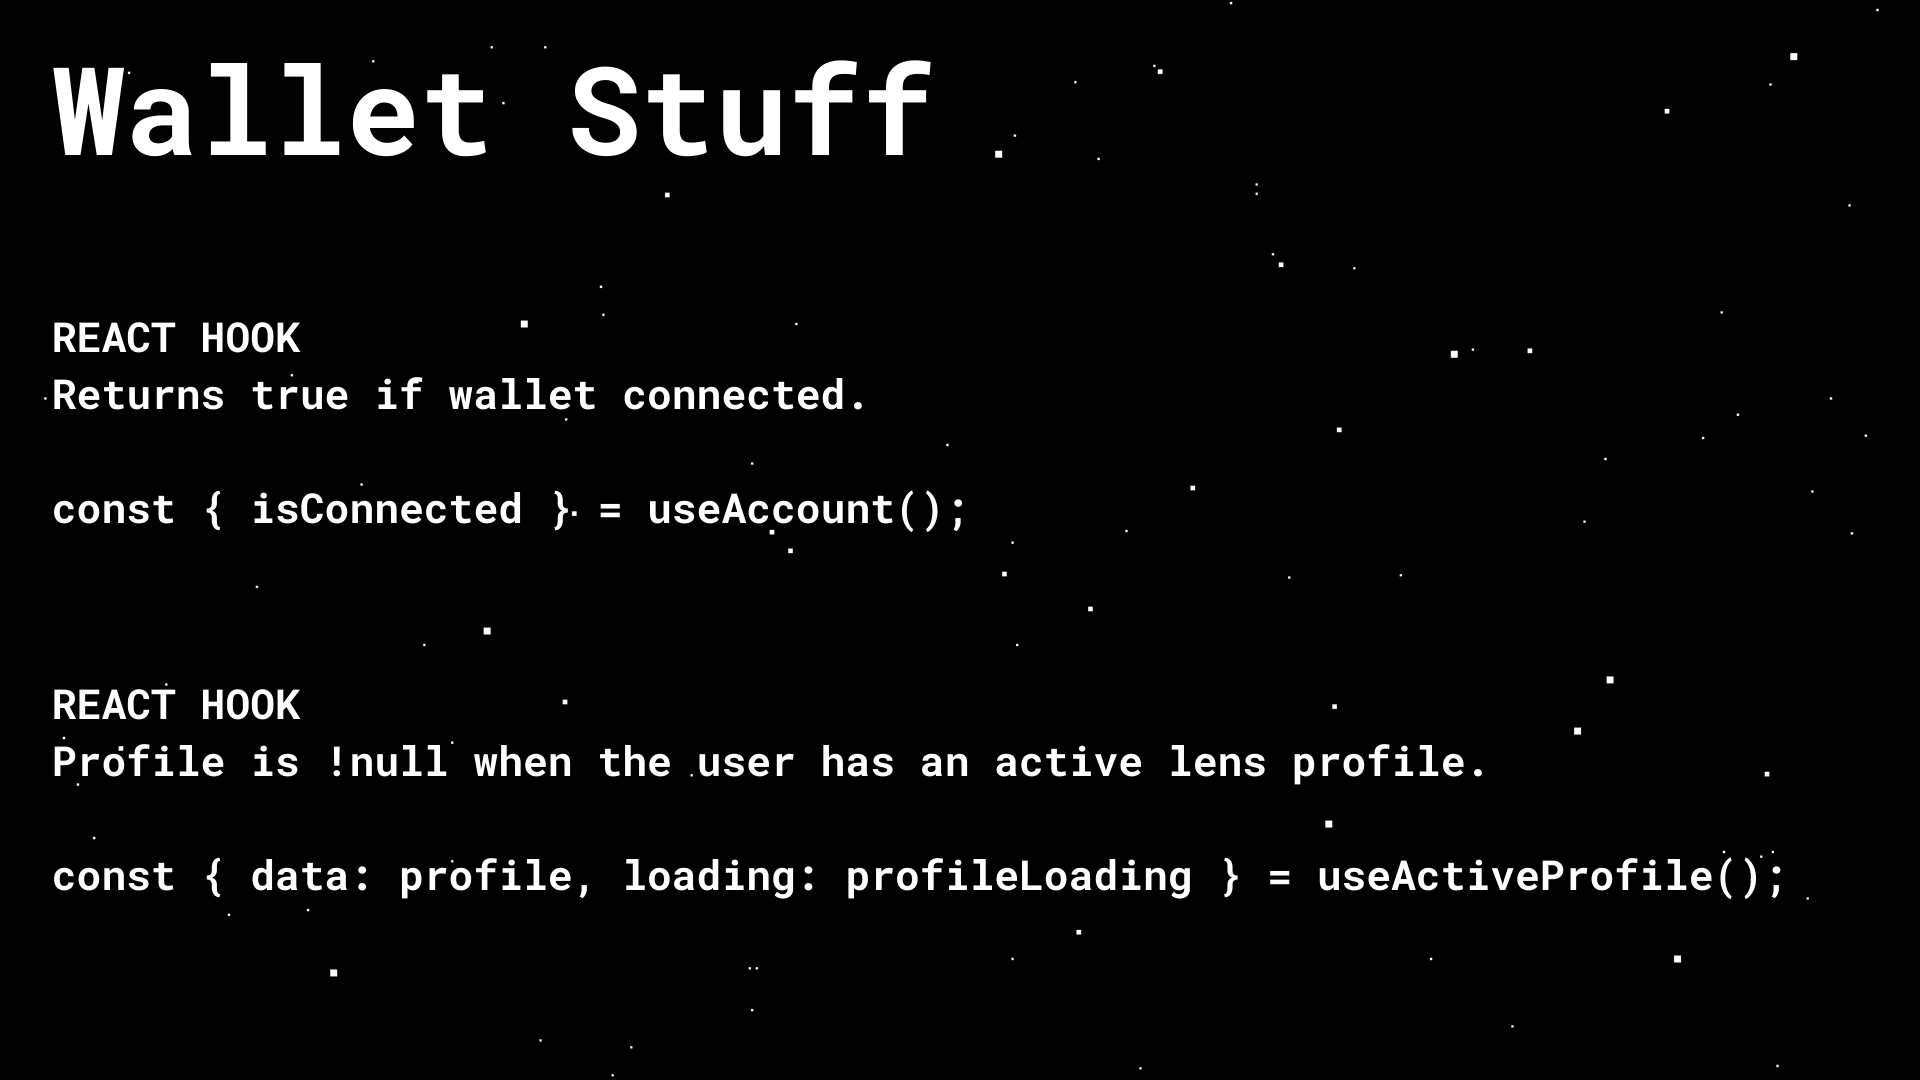 Wallet Stuff
REACT HOOK
Returns true if wallet connected.
const { isConnected } = useAccount();
REACT HOOK
Profile is !null when the user has an active lens profile.
const { data: profile, loading: profileLoading } = useActiveProfile();